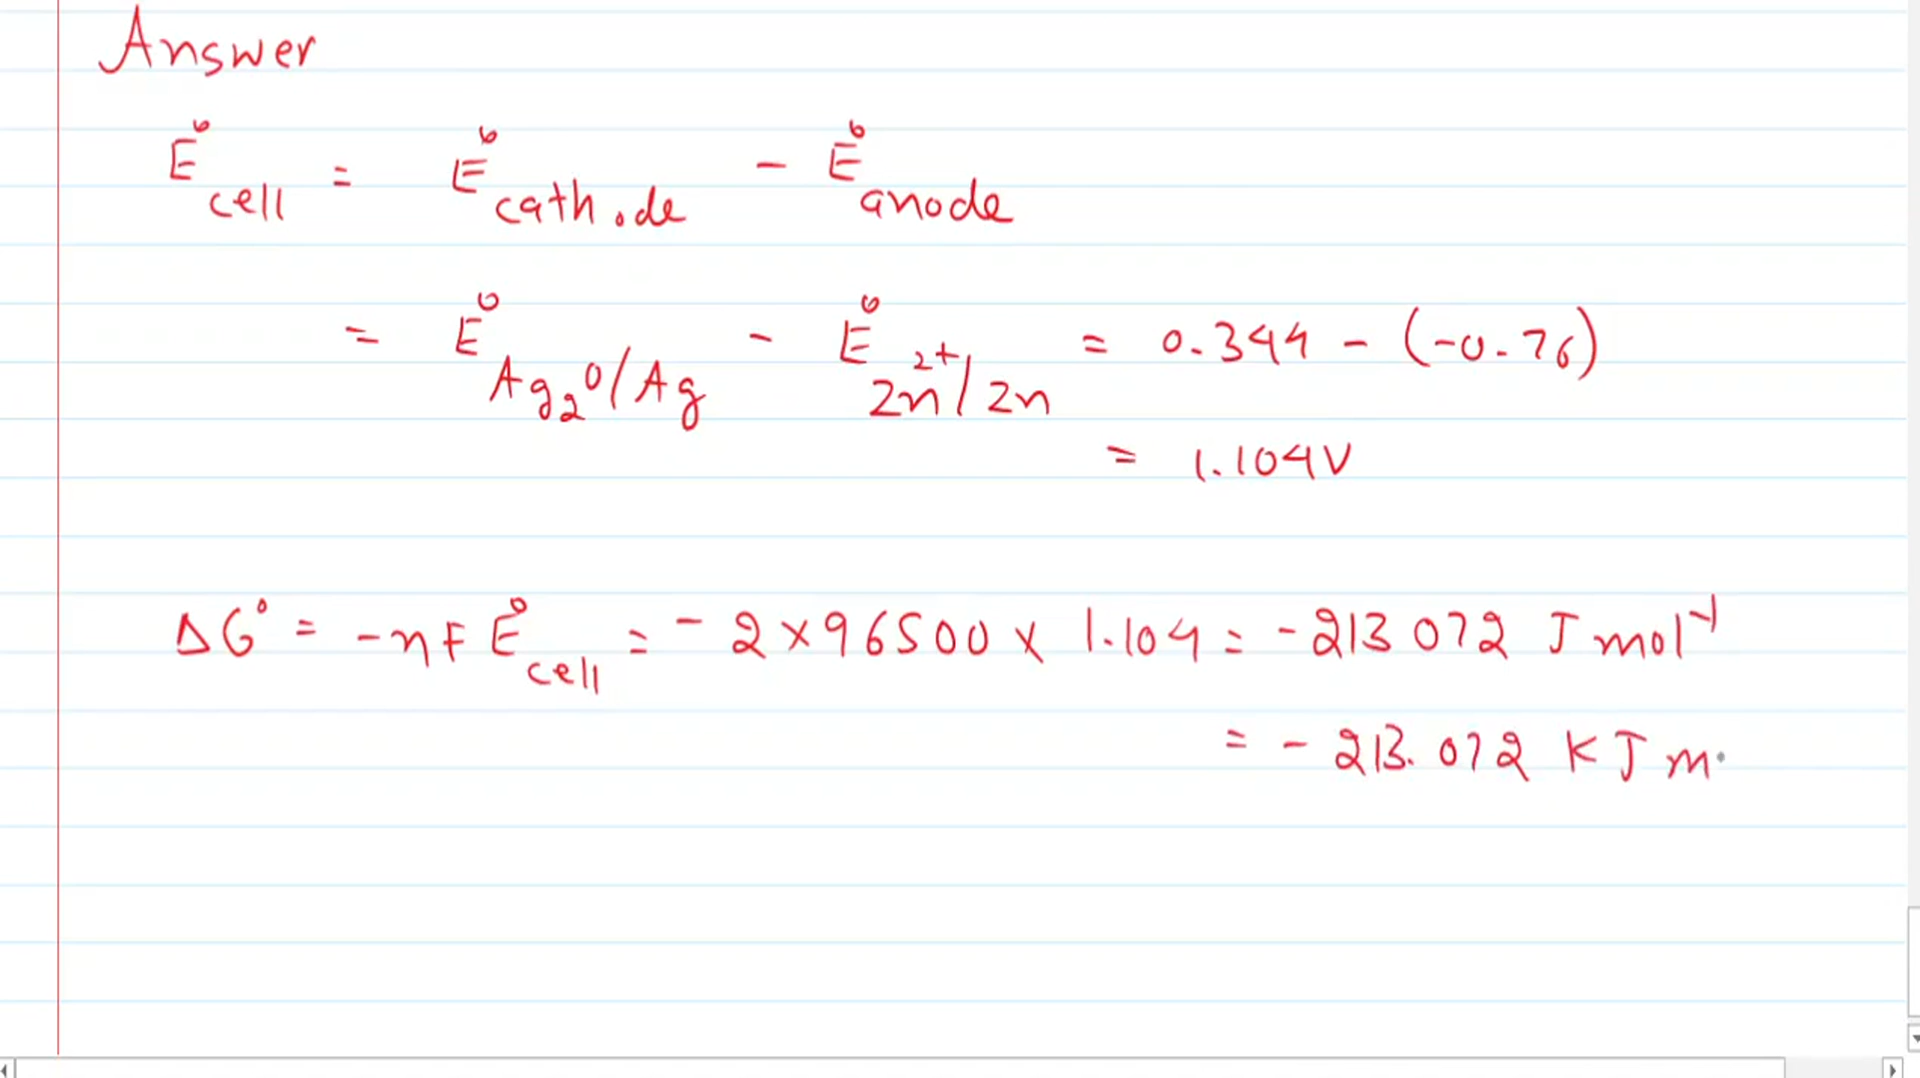 Answer
E°cell = E°cathode - E°anode
= E°Ag₂O/Ag - E°Zn²⁺/Zn = 0.344 - (-0.76)
= 1.104V
ΔG° = -nFE°cell = -2×96500×1.104 = -213072 J mol⁻¹
= -213.072 KJ m